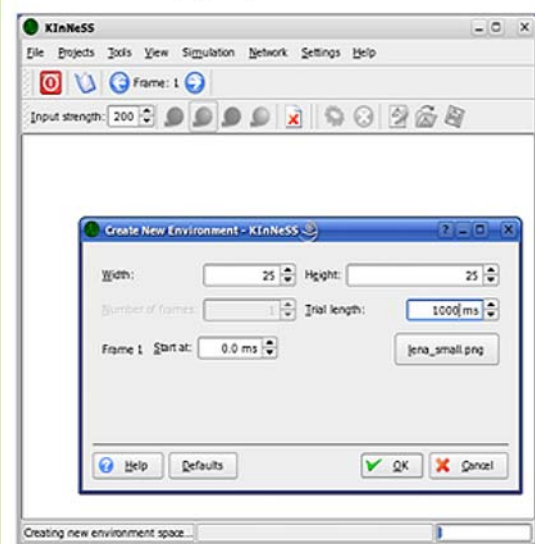 KInNeSS
File Projects Tools View Simulation Network Settings Help
Frame: 1
Input strength: 200
Create New Environment - KInNeSS
Width: 25 Height: 25
Number of frames: 1 Trial length: 1000 ms
Frame 1 Start at: 0.0 ms lena_small.png
Help Defaults OK Cancel
Creating new environment space...